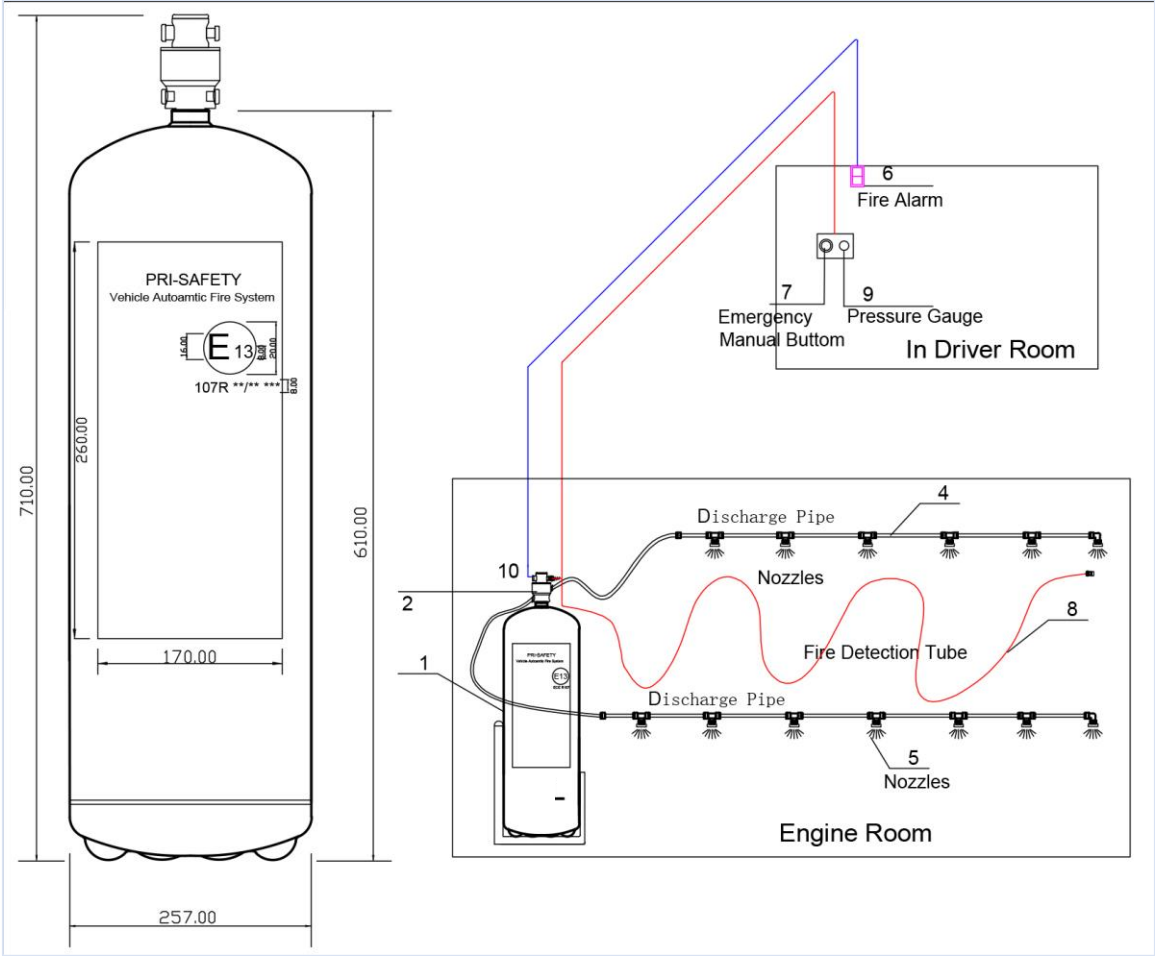 710.00
610.00
260.00
170.00
257.00
PRI-SAFETY
Vehicle Autoamtic Fire System
16.00
E 13
8.00
20.00
107R **/** ***
8.00
6
Fire Alarm
7
Emergency
Manual Buttom
9
Pressure Gauge
In Driver Room
4
Discharge Pipe
10
Nozzles
2
8
Fire Detection Tube
1
PRI-SAFETY
Vehicle Autoamtic Fire System
E13
Discharge Pipe
5
Nozzles
Engine Room